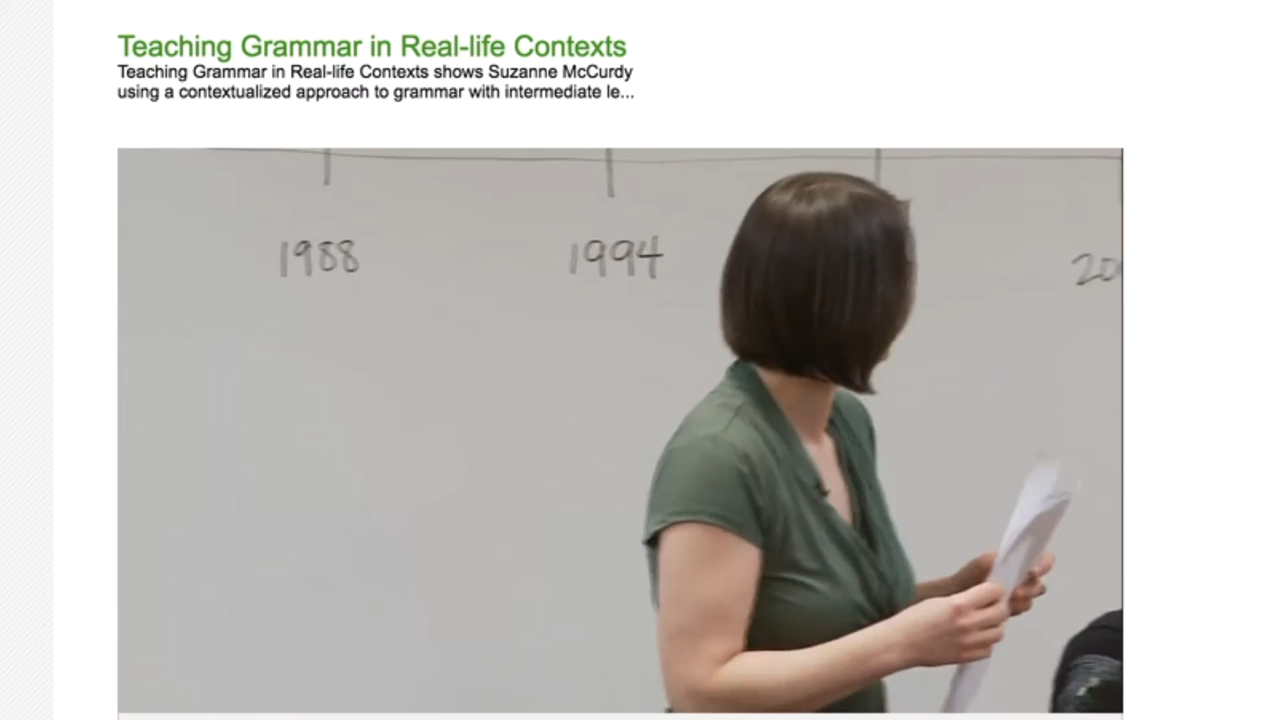 Teaching Grammar in Real-life Contexts
Teaching Grammar in Real-life Contexts shows Suzanne McCurdy
using a contextualized approach to grammar with intermediate le...
1988 1994 20